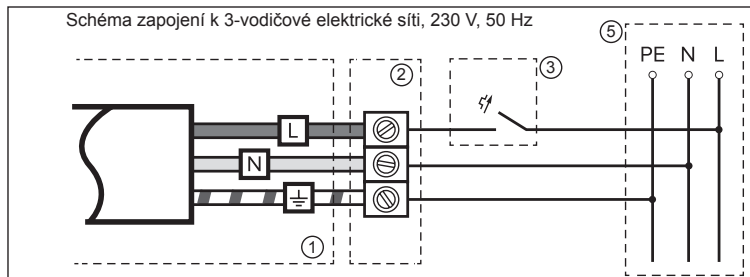 Schéma zapojení k 3-vodičové elektrické síti, 230 V, 50 Hz
5
PE N L
2
3
L
N
1